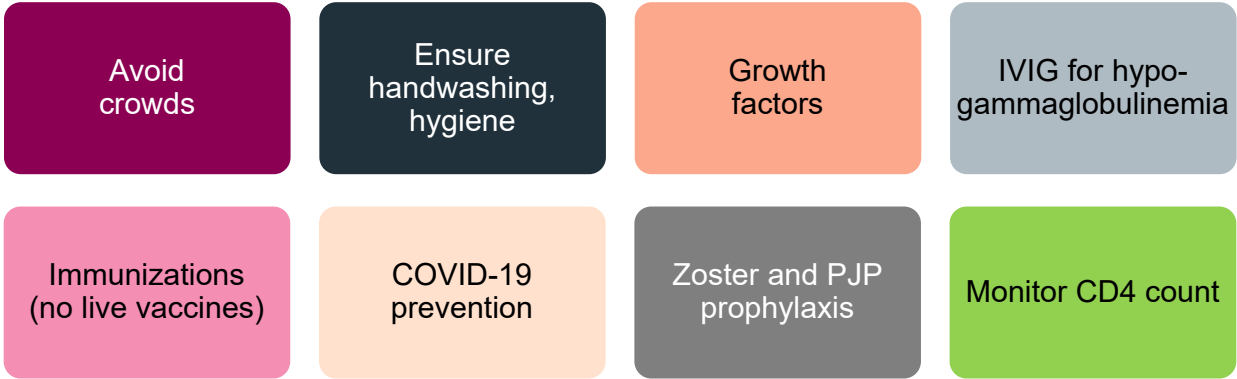 Avoid
crowds
Ensure
handwashing,
hygiene
Growth
factors
IVIG for hypo-
gammaglobulinemia
Immunizations
(no live vaccines)
COVID-19
prevention
Zoster and PJP
prophylaxis
Monitor CD4 count